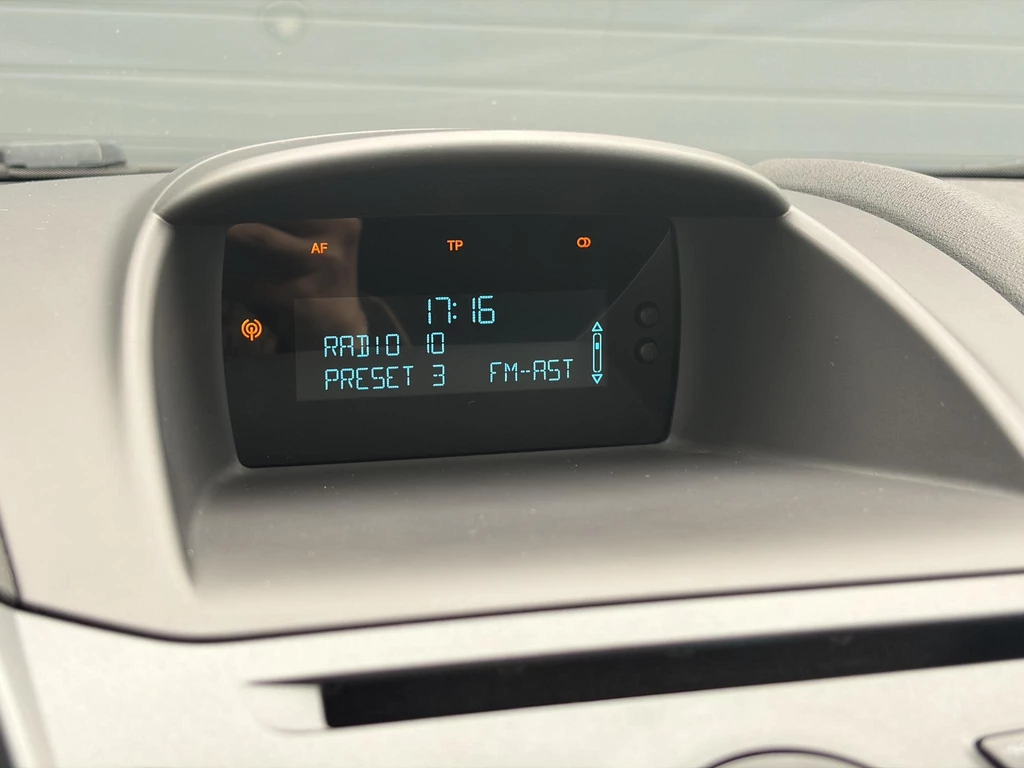 AF TP
17:16
RADIO 10
PRESET 3 FM-AST